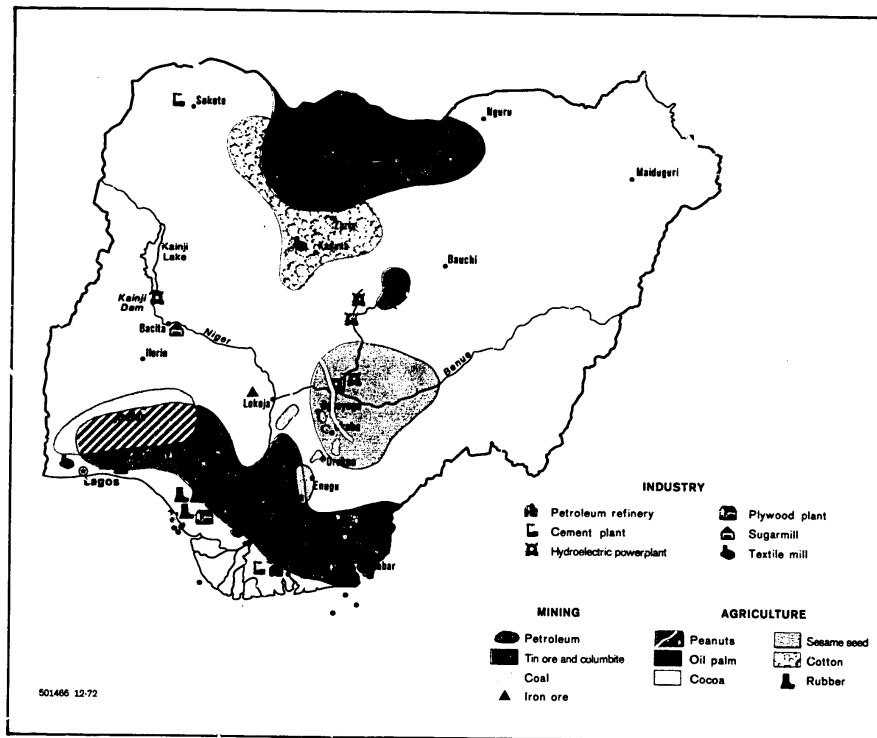 Sokoto
Nguru
Maiduguri
Zaria
Kaduna
Kainji
Lake
Bauchi
Kainji
Dam
Bacita
Niger
Ilorin
Benue
Lokoja
Enugu
Lagos
INDUSTRY
Petroleum refinery
Plywood plant
Cement plant
Sugarmill
Hydroelectric powerplant
Textile mill
MINING
AGRICULTURE
Petroleum
Peanuts
Sesame seed
Tin ore and columbite
Oil palm
Cotton
Coal
Cocoa
Rubber
Iron ore
501466 12-72